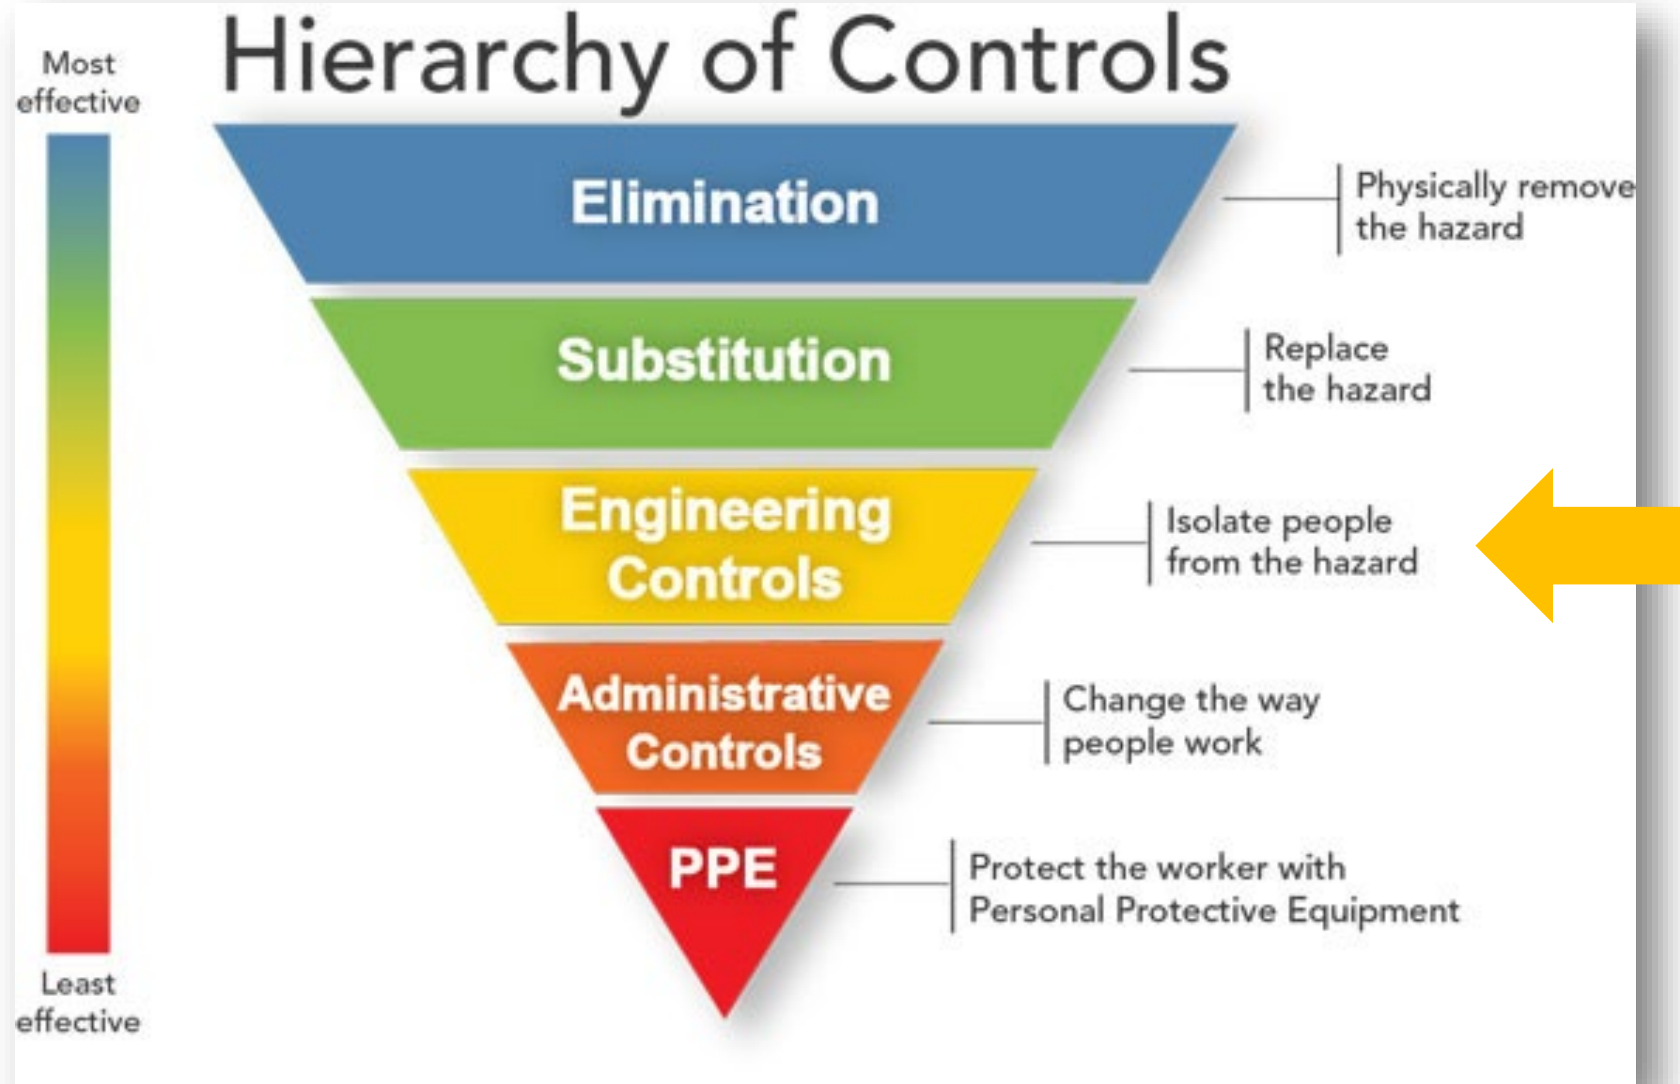 Hierarchy of Controls
Most
effective
Elimination
Physically remove
the hazard
Substitution
Replace
the hazard
Engineering
Controls
Isolate people
from the hazard
Administrative
Controls
Change the way
people work
PPE
Protect the worker with
Personal Protective Equipment
Least
effective